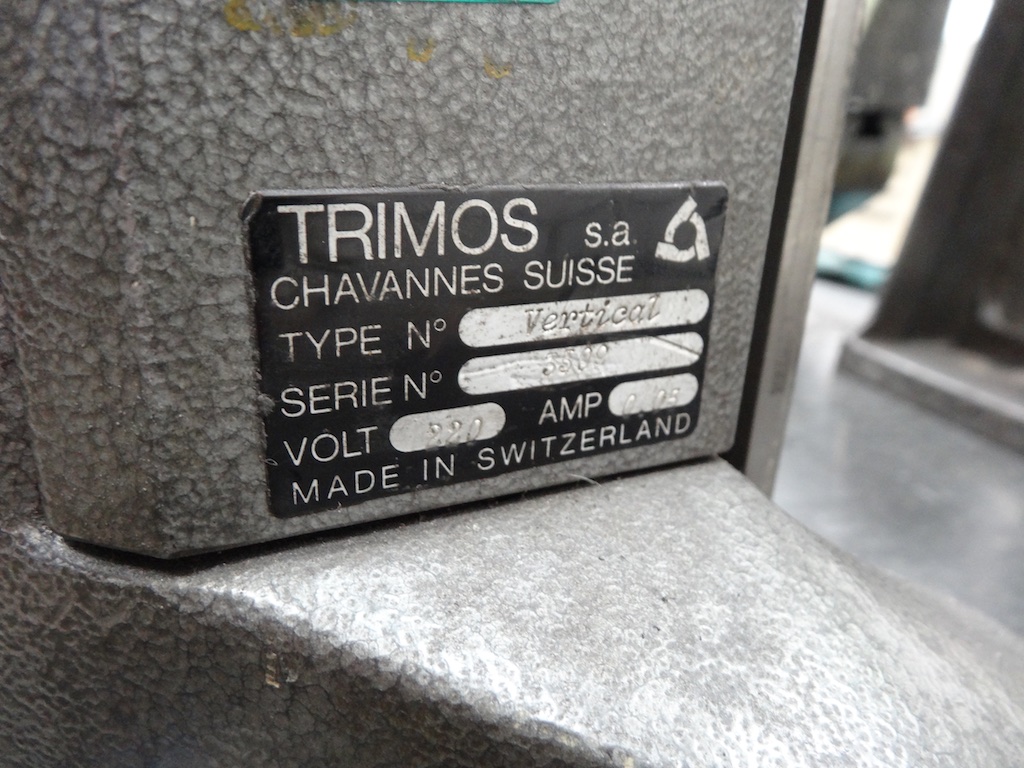 TRIMOS s.a
CHAVANNES SUISSE
TYPE N° Vertical
SERIE N°
VOLT 220 AMP
MADE IN SWITZERLAND